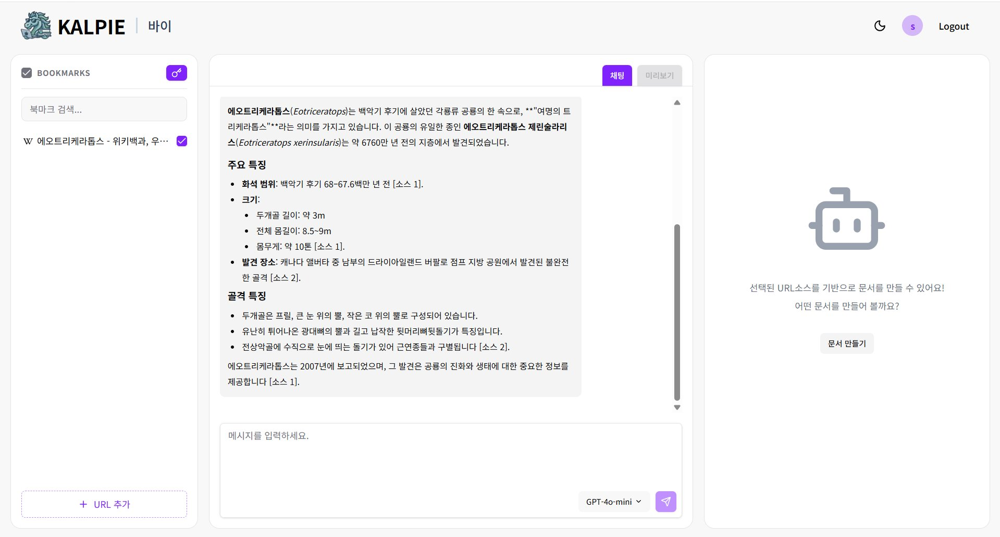 KALPIE
바이
s
Logout
BOOKMARKS
북마크 검색...
W 에오트리케라톱스 - 위키백과, 우…
URL 추가
채팅
미리보기
에오트리케라톱스(Eotriceratops)는 백악기 후기에 살았던 각룡류 공룡의 한 속으로, **"여명의 트
리케라톱스"**라는 의미를 가지고 있습니다. 이 공룡의 유일한 종인 에오트리케라톱스 제린술라리
스(Eotriceratops xerinsularis)는 약 6760만 년 전의 지층에서 발견되었습니다.
주요 특징
• 화석 범위: 백악기 후기 68–67.6백만 년 전 [소스 1].
• 크기:
• 두개골 길이: 약 3m
• 전체 몸길이: 8.5~9m
• 몸무게: 약 10톤 [소스 1].
• 발견 장소: 캐나다 앨버타 중 남부의 드라이아일랜드 버팔로 점프 지방 공원에서 발견된 불완전
한 골격 [소스 2].
골격 특징
• 두개골은 프릴, 큰 눈 위의 뿔, 작은 코 위의 뿔로 구성되어 있습니다.
• 유난히 튀어나온 광대뼈의 뿔과 길고 납작한 뒷머리뼈뒷돌기가 특징입니다.
• 전상악골에 수직으로 눈에 띄는 돌기가 있어 근연종들과 구별됩니다 [소스 2].
에오트리케라톱스는 2007년에 보고되었으며, 그 발견은 공룡의 진화와 생태에 대한 중요한 정보를
제공합니다 [소스 1].
메시지를 입력하세요.
GPT-4o-mini
선택된 URL소스를 기반으로 문서를 만들 수 있어요!
어떤 문서를 만들어 볼까요?
문서 만들기